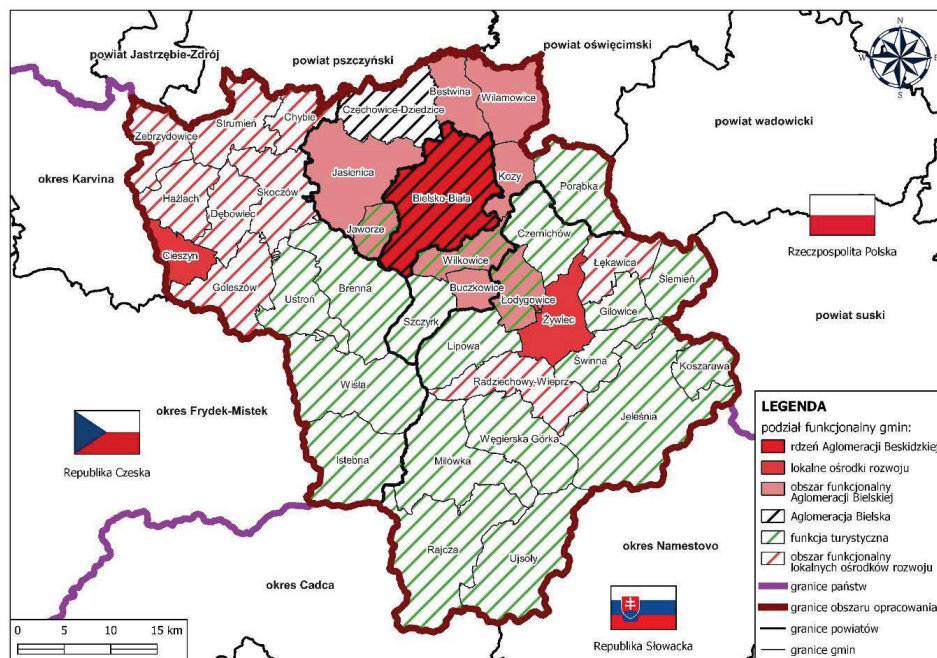 powiat Jastrzębie-Zdrój
powiat pszczyński
powiat oświęcimski
N
W
E
S
Bestwina
Wilamowice
Czechowice-Dziedzice
Strumień
Chybie
Zebrzydowice
powiat wadowicki
okres Karvina
Jasienica
Kozy
Skoczów
Hażlach
Porąbka
Bielsko-Biała
Dębowiec
Jaworze
Czernichów
Rzeczpospolita Polska
Cieszyn
Wilkowice
Łękawica
Ślemień
Goleszów
Brenna
Buczkowice
Ustroń
Łodygowice
Gilowice
powiat suski
Szczyrk
Żywiec
Lipowa
Świnna
Koszarawa
Wisła
Radziechowy-Wieprz
okres Frydek-Mistek
Jeleśnia
Węgierska Górka
Republika Czeska
Istebna
Milówka
Rajcza
Ujsoły
okres Namestovo
okres Cadca
Republika Słowacka
0 5 10 15 km
LEGENDA
podział funkcjonalny gmin:
rdzeń Aglomeracji Beskidzkiej
lokalne ośrodki rozwoju
obszar funkcjonalny
Aglomeracji Bielskiej
Aglomeracja Bielska
funkcja turystyczna
obszar funkcjonalny
lokalnych ośrodków rozwoju
granice państw
granice obszaru opracowania
granice powiatów
granice gmin